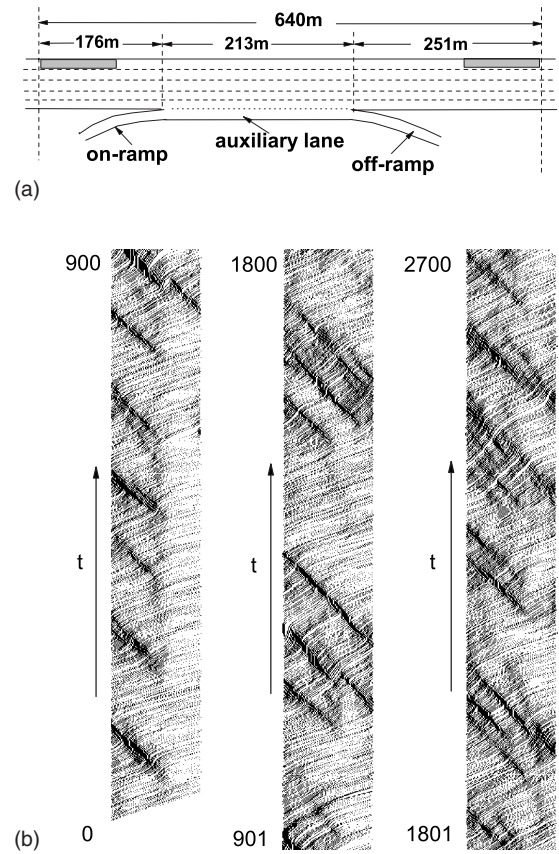 640m
176m 213m 251m
auxiliary lane
on-ramp
off-ramp
(a)
900 1800 2700
t t t
(b) 0 901 1801